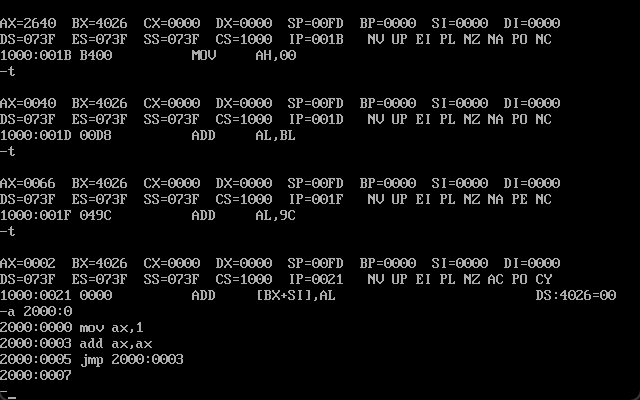 AX=2640  BX=4026  CX=0000  DX=0000  SP=00FD  BP=0000  SI=0000  DI=0000
DS=073F  ES=073F  SS=073F  CS=1000  IP=001B   NV UP EI PL NZ NA PO NC
1000:001B B400          MOV     AH,00
-t
AX=0040  BX=4026  CX=0000  DX=0000  SP=00FD  BP=0000  SI=0000  DI=0000
DS=073F  ES=073F  SS=073F  CS=1000  IP=001D   NV UP EI PL NZ NA PO NC
1000:001D 00D8          ADD     AL,BL
-t
AX=0066  BX=4026  CX=0000  DX=0000  SP=00FD  BP=0000  SI=0000  DI=0000
DS=073F  ES=073F  SS=073F  CS=1000  IP=001F   NV UP EI PL NZ NA PE NC
1000:001F 049C          ADD     AL,9C
-t
AX=0002  BX=4026  CX=0000  DX=0000  SP=00FD  BP=0000  SI=0000  DI=0000
DS=073F  ES=073F  SS=073F  CS=1000  IP=0021   NV UP EI PL NZ AC PO CY
1000:0021 0000          ADD     [BX+SI],AL                         DS:4026=00
-a 2000:0
2000:0000 mov ax,1
2000:0003 add ax,ax
2000:0005 jmp 2000:0003
2000:0007
-_